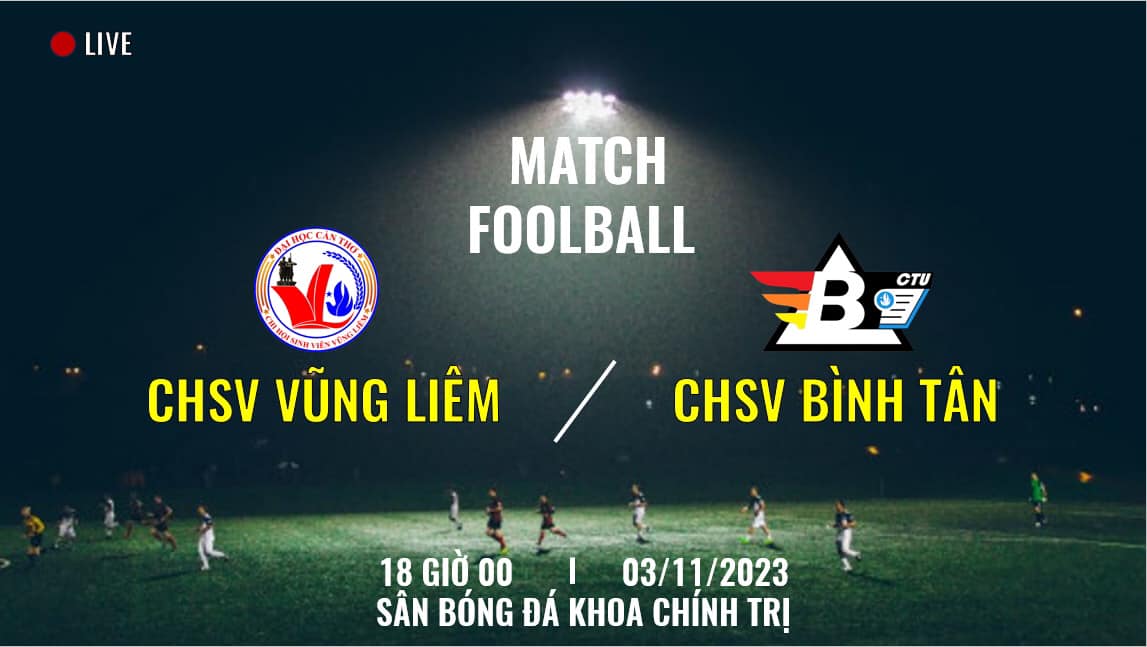 LIVE
MATCH
FOOLBALL
ĐẠI HỌC CẦN THƠ
CHI HỘI SINH VIÊN VŨNG LIÊM
VL
B
CTU
CHSV VŨNG LIÊM
CHSV BÌNH TÂN
18 GIỜ 00 I 03/11/2023
SÂN BÓNG ĐÁ KHOA CHÍNH TRỊ